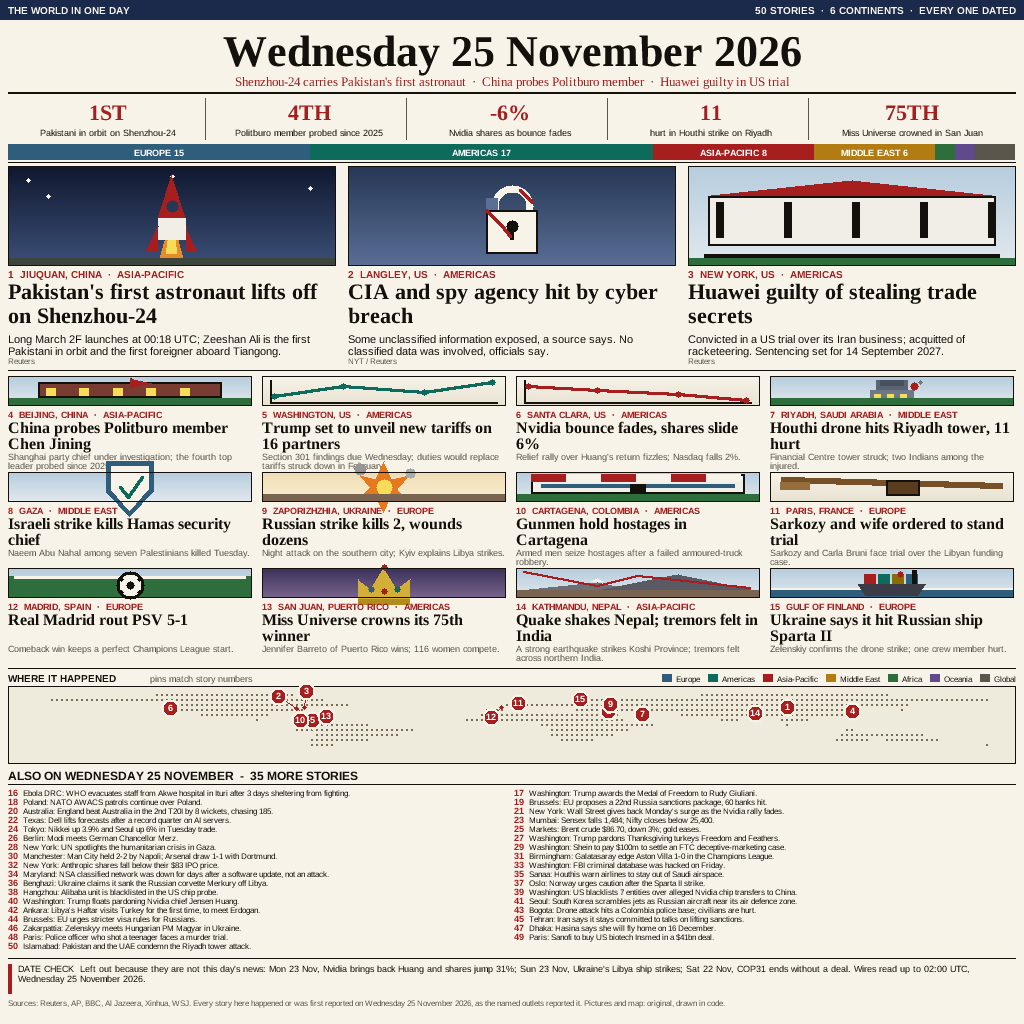 THE WORLD IN ONE DAY
50 STORIES · 6 CONTINENTS · EVERY ONE DATED
Wednesday 25 November 2026
Shenzhou-24 carries Pakistan's first astronaut · China probes Politburo member · Huawei guilty in US trial
1ST
Pakistani in orbit on Shenzhou-24
4TH
Politburo member probed since 2025
-6%
Nvidia shares as bounce fades
11
hurt in Houthi strike on Riyadh
75TH
Miss Universe crowned in San Juan
EUROPE 15
AMERICAS 17
ASIA-PACIFIC 8
MIDDLE EAST 6
1 JIUQUAN, CHINA · ASIA-PACIFIC
Pakistan's first astronaut lifts off
on Shenzhou-24
Long March 2F launches at 00:18 UTC; Zeeshan Ali is the first
Pakistani in orbit and the first foreigner aboard Tiangong.
Reuters
2 LANGLEY, US · AMERICAS
CIA and spy agency hit by cyber
breach
Some unclassified information exposed, a source says. No
classified data was involved, officials say.
NYT / Reuters
3 NEW YORK, US · AMERICAS
Huawei guilty of stealing trade
secrets
Convicted in a US trial over its Iran business; acquitted of
racketeering. Sentencing set for 14 September 2027.
Reuters
4 BEIJING, CHINA · ASIA-PACIFIC
China probes Politburo member
Chen Jining
Shanghai party chief under investigation; the fourth top
leader probed since 2025.
5 WASHINGTON, US · AMERICAS
Trump set to unveil new tariffs on
16 partners
Section 301 findings due Wednesday; duties would replace
tariffs struck down in February.
6 SANTA CLARA, US · AMERICAS
Nvidia bounce fades, shares slide
6%
Relief rally over Huang's return fizzles; Nasdaq falls 2%.
7 RIYADH, SAUDI ARABIA · MIDDLE EAST
Houthi drone hits Riyadh tower, 11
hurt
Financial Centre tower struck; two Indians among the
injured.
8 GAZA · MIDDLE EAST
Israeli strike kills Hamas security
chief
Naeem Abu Nahal among seven Palestinians killed Tuesday.
9 ZAPORIZHZHIA, UKRAINE · EUROPE
Russian strike kills 2, wounds
dozens
Night attack on the southern city; Kyiv explains Libya strikes.
10 CARTAGENA, COLOMBIA · AMERICAS
Gunmen hold hostages in
Cartagena
Armed men seize hostages after a failed armoured-truck
robbery.
11 PARIS, FRANCE · EUROPE
Sarkozy and wife ordered to stand
trial
Sarkozy and Carla Bruni face trial over the Libyan funding
case.
12 MADRID, SPAIN · EUROPE
Real Madrid rout PSV 5-1
Comeback win keeps a perfect Champions League start.
13 SAN JUAN, PUERTO RICO · AMERICAS
Miss Universe crowns its 75th
winner
Jennifer Barreto of Puerto Rico wins; 116 women compete.
14 KATHMANDU, NEPAL · ASIA-PACIFIC
Quake shakes Nepal; tremors felt in
India
A strong earthquake strikes Koshi Province; tremors felt
across northern India.
15 GULF OF FINLAND · EUROPE
Ukraine says it hit Russian ship
Sparta II
Zelenskiy confirms the drone strike; one crew member hurt.
WHERE IT HAPPENED
pins match story numbers
Europe Americas Asia-Pacific Middle East Africa Oceania Global
6
2
3
10
5
13
12
11
15
9
7
14
1
4
ALSO ON WEDNESDAY 25 NOVEMBER - 35 MORE STORIES
16 Ebola DRC: WHO evacuates staff from Akwe hospital in Ituri after 3 days sheltering from fighting.
17 Washington: Trump awards the Medal of Freedom to Rudy Giuliani.
18 Poland: NATO AWACS patrols continue over Poland.
19 Brussels: EU proposes a 22nd Russia sanctions package, 60 banks hit.
20 Australia: England beat Australia in the 2nd T20I by 8 wickets, chasing 185.
21 New York: Wall Street gives back Monday's surge as the Nvidia rally fades.
22 Texas: Dell lifts forecasts after a record quarter on AI servers.
23 Mumbai: Sensex falls 1,484; Nifty closes below 25,400.
24 Tokyo: Nikkei up 3.9% and Seoul up 6% in Tuesday trade.
25 Markets: Brent crude $86.70, down 3%; gold eases.
26 Berlin: Modi meets German Chancellor Merz.
27 Washington: Trump pardons Thanksgiving turkeys Freedom and Feathers.
28 New York: UN spotlights the humanitarian crisis in Gaza.
29 Washington: Shein to pay $100m to settle an FTC deceptive-marketing case.
30 Manchester: Man City held 2-2 by Napoli; Arsenal draw 1-1 with Dortmund.
31 Birmingham: Galatasaray edge Aston Villa 1-0 in the Champions League.
32 New York: Anthropic shares fall below their $83 IPO price.
33 Washington: FBI criminal database was hacked on Friday.
34 Maryland: NSA classified network was down for days after a software update, not an attack.
35 Sanaa: Houthis warn airlines to stay out of Saudi airspace.
36 Benghazi: Ukraine claims it sank the Russian corvette Merkury off Libya.
37 Oslo: Norway urges caution after the Sparta II strike.
38 Hangzhou: Alibaba unit is blacklisted in the US chip probe.
39 Washington: US blacklists 7 entities over alleged Nvidia chip transfers to China.
40 Washington: Trump floats pardoning Nvidia chief Jensen Huang.
41 Seoul: South Korea scrambles jets as Russian aircraft near its air defence zone.
42 Ankara: Libya's Haftar visits Turkey for the first time, to meet Erdogan.
43 Bogota: Drone attack hits a Colombia police base; civilians are hurt.
44 Brussels: EU urges stricter visa rules for Russians.
45 Tehran: Iran says it stays committed to talks on lifting sanctions.
46 Zakarpattia: Zelenskyy meets Hungarian PM Magyar in Ukraine.
47 Dhaka: Hasina says she will fly home on 16 December.
48 Paris: Police officer who shot a teenager faces a murder trial.
49 Paris: Sanofi to buy US biotech Insmed in a $41bn deal.
50 Islamabad: Pakistan and the UAE condemn the Riyadh tower attack.
DATE CHECK Left out because they are not this day's news: Mon 23 Nov, Nvidia brings back Huang and shares jump 31%; Sun 23 Nov, Ukraine's Libya ship strikes; Sat 22 Nov, COP31 ends without a deal. Wires read up to 02:00 UTC,
Wednesday 25 November 2026.
Sources: Reuters, AP, BBC, Al Jazeera, Xinhua, WSJ. Every story here happened or was first reported on Wednesday 25 November 2026, as the named outlets reported it. Pictures and map: original, drawn in code.